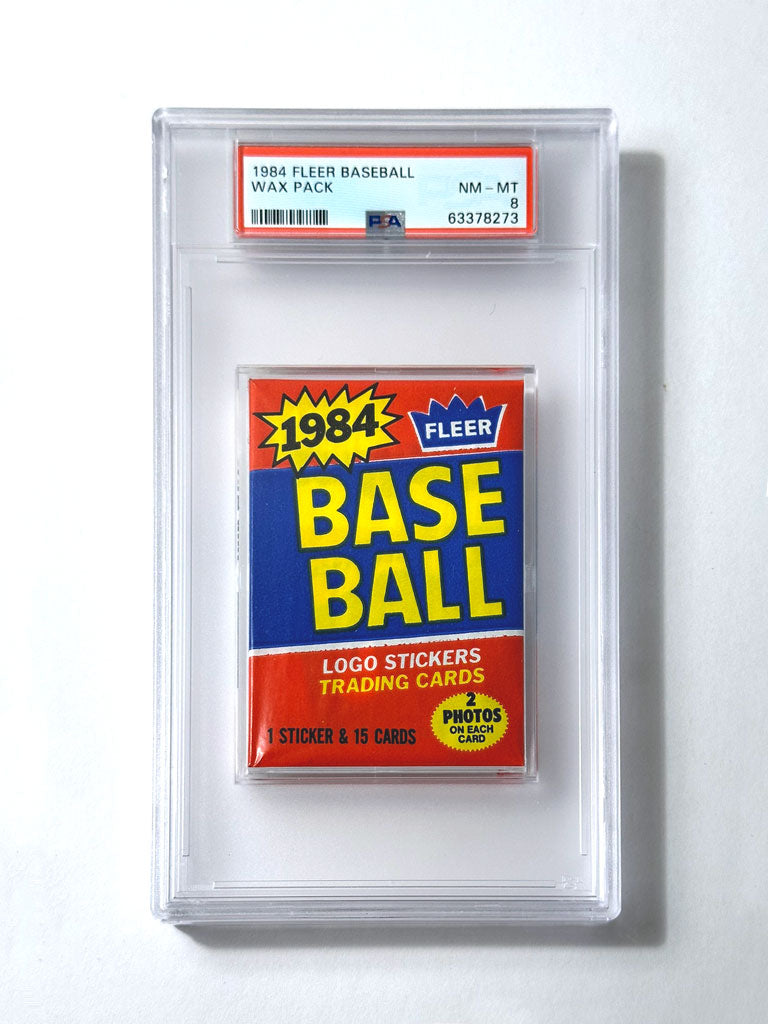 1984 FLEER BASEBALL
WAX PACK
NM – MT
8
63378273
PSA
1984
FLEER
BASE
BALL
LOGO STICKERS
TRADING CARDS
1 STICKER & 15 CARDS
2
PHOTOS
ON EACH
CARD